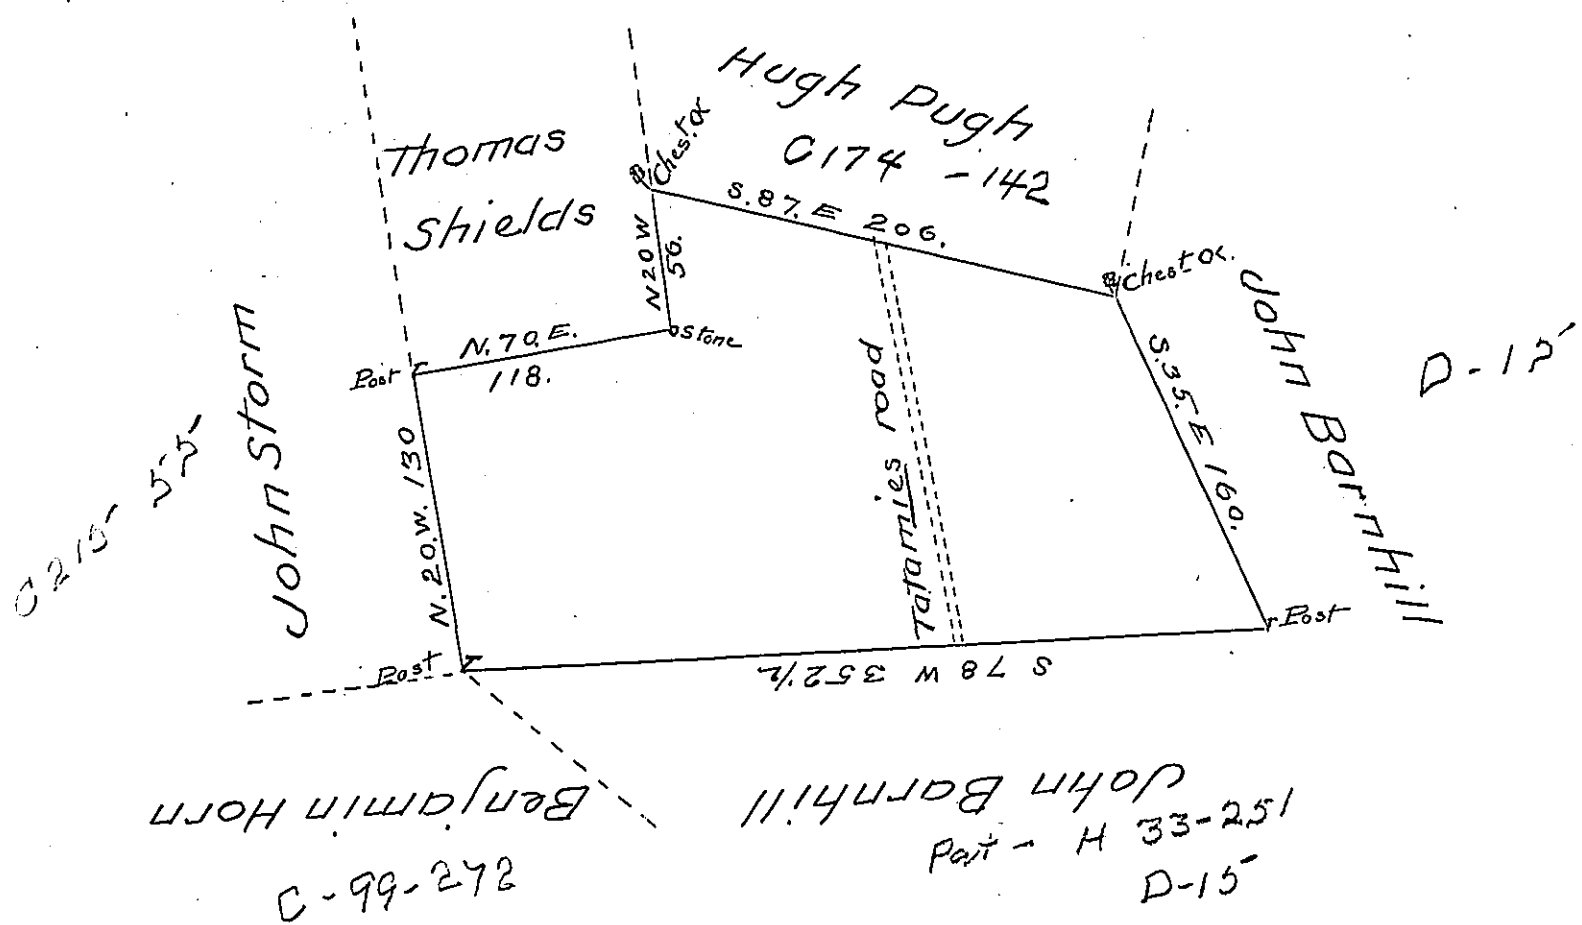 Hugh Pugh
C174 - 142
Thomas
Shields
Chest. O.
S. 87. E 206.
N 20 W
56.
Chest O.
John Barnhill
D-15
N. 70. E.
118.
Stone
Post
John Storm
C215 55
N. 20. W. 130
Tatamies road
S. 35. E 160.
Post
Post
S 78 W 352 1/2
Benjamin Horn
C-99-272
John Barnhill
Part - H 33-251
D-15